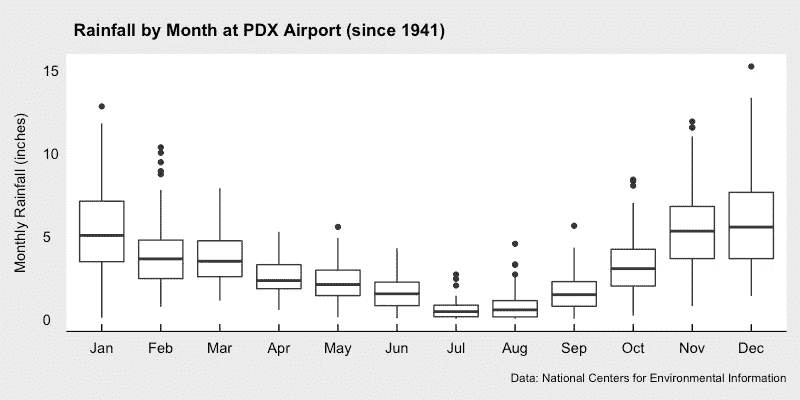 Rainfall by Month at PDX Airport (since 1941)
Monthly Rainfall (inches)
15
10
5
0
Jan Feb Mar Apr May Jun Jul Aug Sep Oct Nov Dec
Data: National Centers for Environmental Information